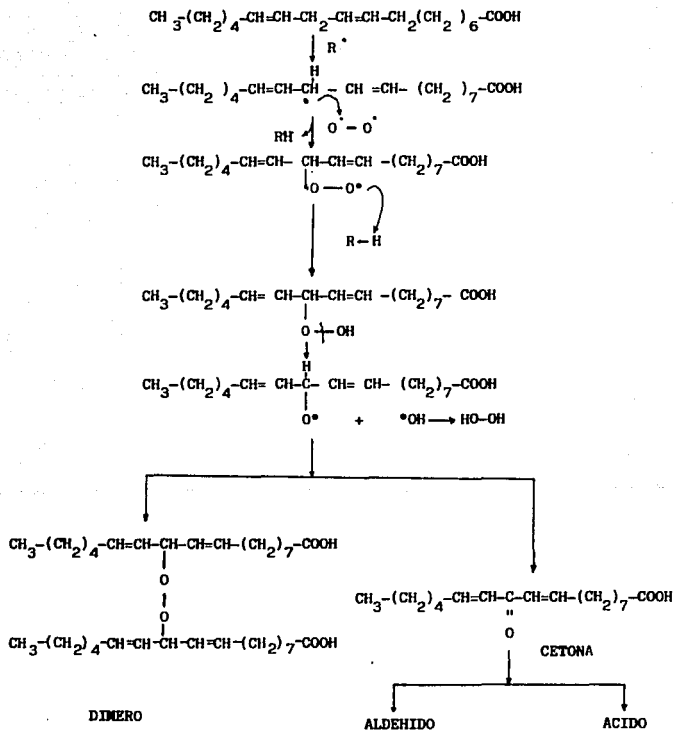 CH3-(CH2)4-CH=CH-CH2-CH=CH-CH2(CH2)6-COOH
R•
H
CH3-(CH2)4-CH=CH-CH-CH=CH-(CH2)7-COOH
•
RH O•-O•
CH3-(CH2)4-CH=CH-CH-CH=CH-(CH2)7-COOH
O-O•
R-H
CH3-(CH2)4-CH=CH-CH-CH=CH-(CH2)7-COOH
O-OH
H
CH3-(CH2)4-CH=CH-C-CH=CH-(CH2)7-COOH
O• + •OH→HO-OH
CH3-(CH2)4-CH=CH-CH-CH=CH-(CH2)7-COOH
O
O
CH3-(CH2)4-CH=CH-CH-CH=CH-(CH2)7-COOH
DIMERO
CH3-(CH2)4-CH=CH-C-CH=CH-(CH2)7-COOH
"
O
CETONA
ALDEHIDO ACIDO